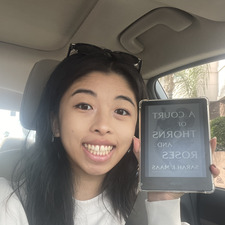 A COURT
OF
THORNS
AND
ROSES
SARAH J. MAAS